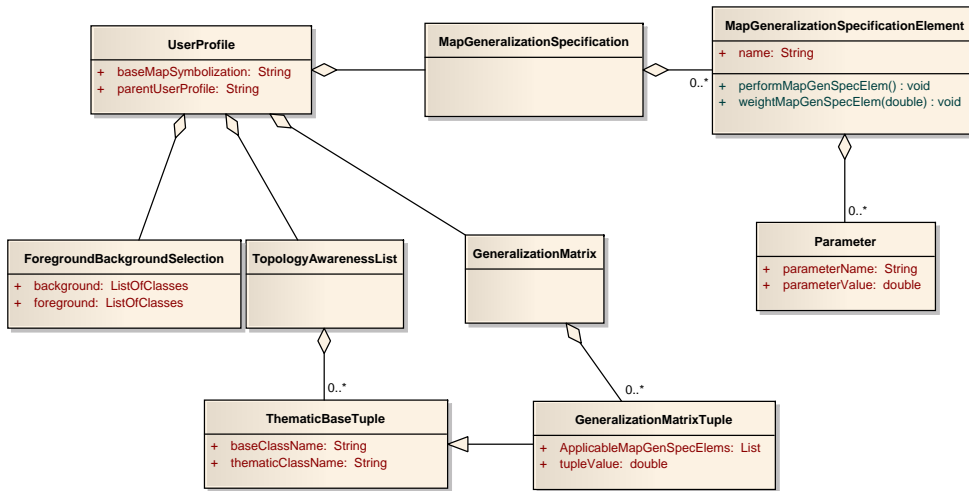 UserProfile
+ baseMapSymbolization: String
+ parentUserProfile: String
MapGeneralizationSpecification
MapGeneralizationSpecificationElement
+ name: String
+ performMapGenSpecElem() : void
+ weightMapGenSpecElem(double) : void
0..*
0..*
ForegroundBackgroundSelection
+ background: ListOfClasses
+ foreground: ListOfClasses
TopologyAwarenessList
GeneralizationMatrix
Parameter
+ parameterName: String
+ parameterValue: double
0..*
0..*
ThematicBaseTuple
+ baseClassName: String
+ thematicClassName: String
GeneralizationMatrixTuple
+ ApplicableMapGenSpecElems: List
+ tupleValue: double